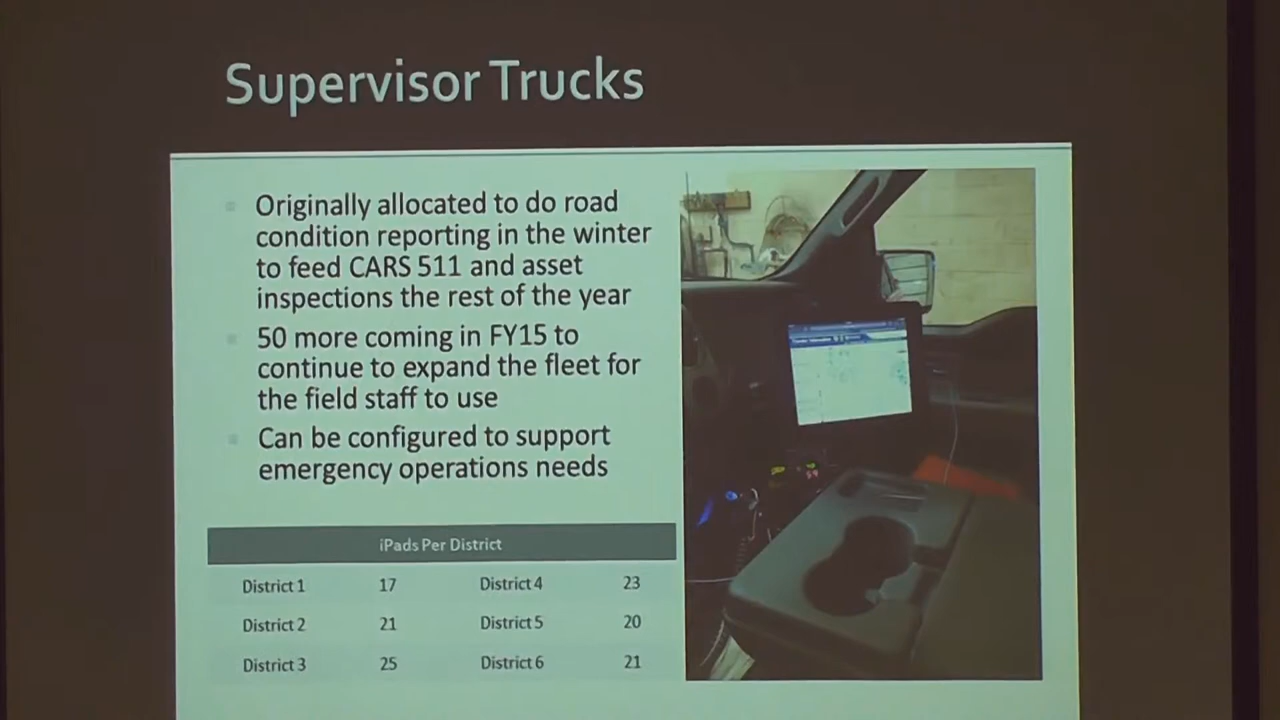 Supervisor Trucks
Originally allocated to do road
condition reporting in the winter
to feed CARS 511 and asset
inspections the rest of the year
50 more coming in FY15 to
continue to expand the fleet for
the field staff to use
Can be configured to support
emergency operations needs
iPads Per District
District 1 17 District 4 23
District 2 21 District 5 20
District 3 25 District 6 21